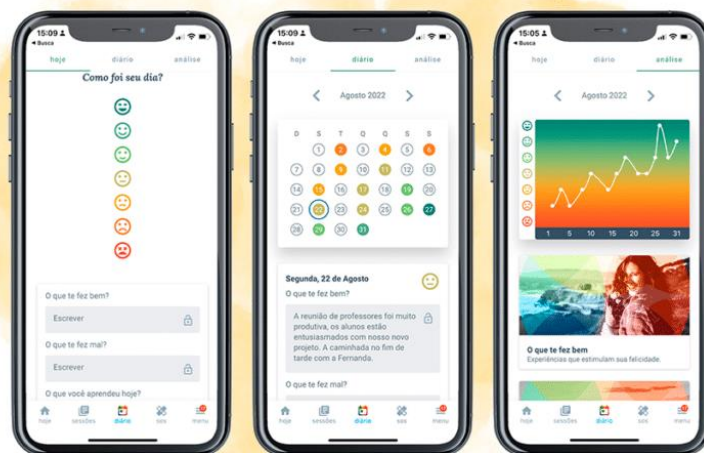 15:09
Busca
hoje diário análise
Como foi seu dia?
O que te fez bem?
Escrever
O que te fez mal?
Escrever
O que você aprendeu hoje?
hoje sessões diário sos menu
15:09
Busca
hoje diário análise
Agosto 2022
D S T Q Q S S
1 2 3 4 5 6
7 8 9 10 11 12 13
14 15 16 17 18 19 20
21 22 23 24 25 26 27
28 29 30 31
Segunda, 22 de Agosto
O que te fez bem?
A reunião de professores foi muito
produtiva, os alunos estão
entusiasmados com nosso novo
projeto. A caminhada no fim de
tarde com a Fernanda.
O que te fez mal?
hoje sessões diário sos menu
15:05
Busca
hoje diário análise
Agosto 2022
1 5 10 15 20 25 31
O que te fez bem
Experiências que estimulam sua felicidade.
hoje sessões diário sos menu